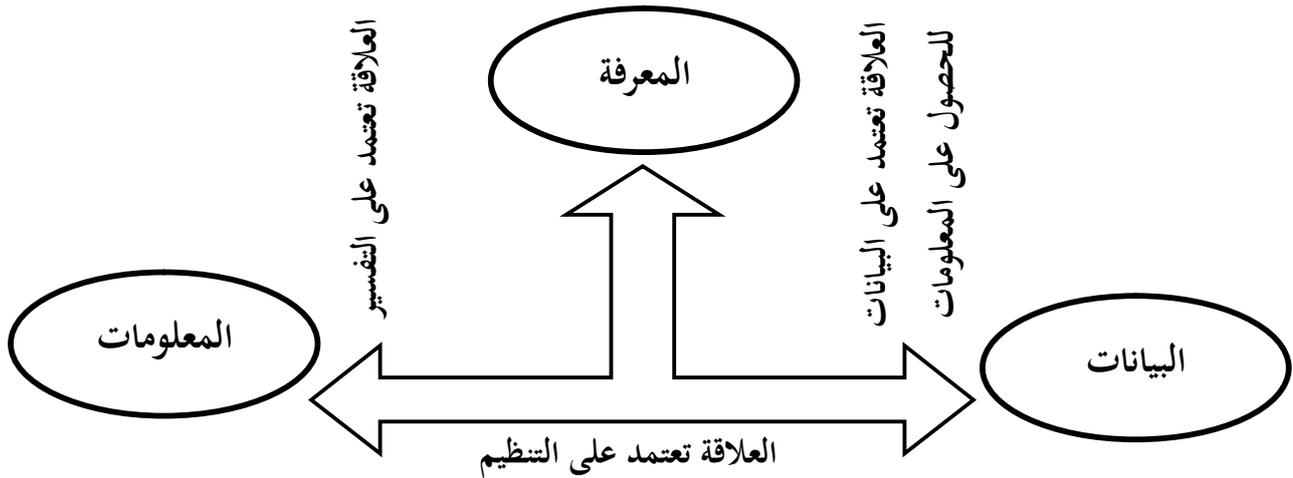 المعرفة
العلاقة تعتمد على البيانات
للحصول على المعلومات
العلاقة تعتمد على التفسير
البيانات
المعلومات
العلاقة تعتمد على التنظيم